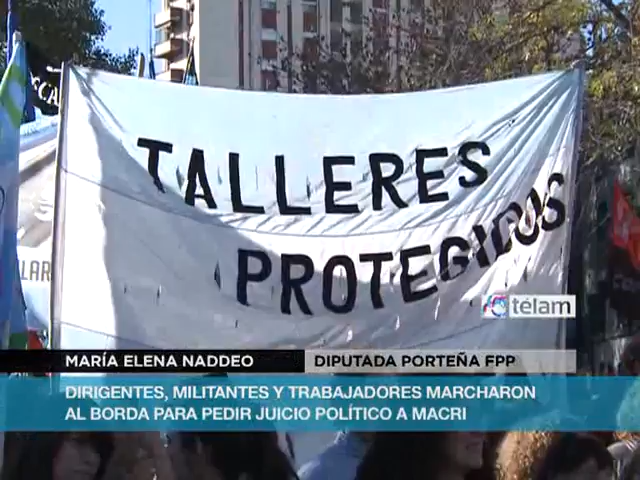 TALLERES
PROTEGIDOS
télam
MARÍA ELENA NADDEO
DIPUTADA PORTEÑA FPP
DIRIGENTES, MILITANTES Y TRABAJADORES MARCHARON
AL BORDA PARA PEDIR JUICIO POLÍTICO A MACRI